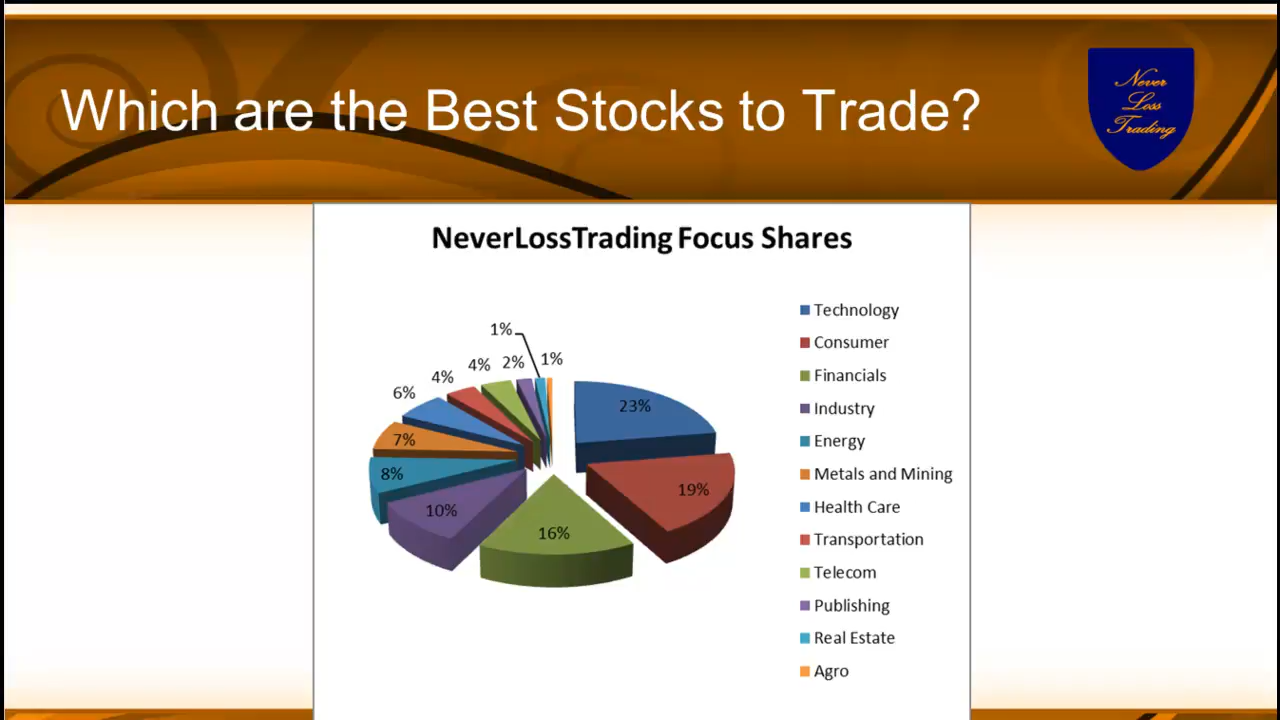 Which are the Best Stocks to Trade?
Never
Loss
Trading
NeverLossTrading Focus Shares
1%
4%
4%
2%
1%
6%
7%
8%
10%
16%
19%
23%
Technology
Consumer
Financials
Industry
Energy
Metals and Mining
Health Care
Transportation
Telecom
Publishing
Real Estate
Agro